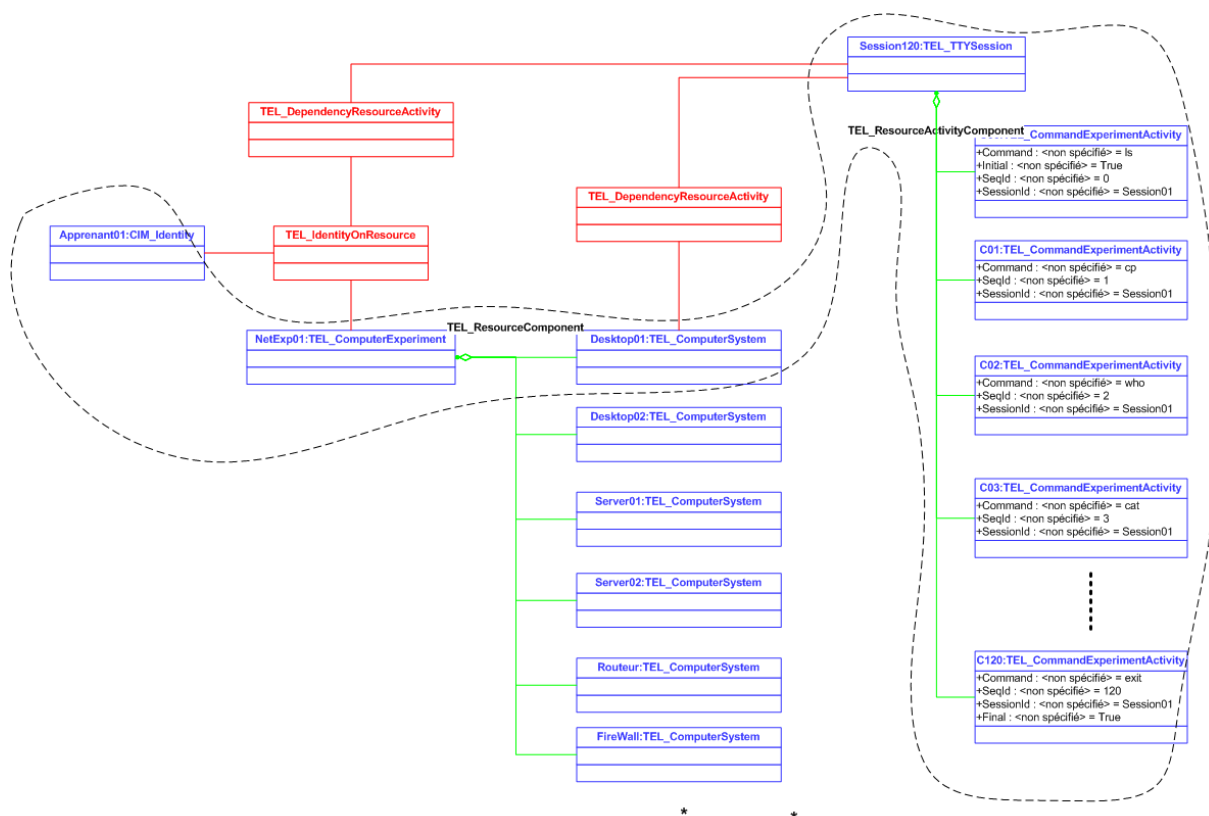 Session120:TEL_TTYSession
TEL_DependencyResourceActivity
TEL_ResourceActivityComponent
TEL_CommandExperimentActivity
+Command : <non spécifié> = ls
+Initial : <non spécifié> = True
+SeqId : <non spécifié> = 0
+SessionId : <non spécifié> = Session01
TEL_DependencyResourceActivity
Apprenant01:CIM_Identity
TEL_IdentityOnResource
C01:TEL_CommandExperimentActivity
+Command : <non spécifié> = cp
+SeqId : <non spécifié> = 1
+SessionId : <non spécifié> = Session01
TEL_ResourceComponent
NetExp01:TEL_ComputerExperiment
Desktop01:TEL_ComputerSystem
C02:TEL_CommandExperimentActivity
+Command : <non spécifié> = who
+SeqId : <non spécifié> = 2
+SessionId : <non spécifié> = Session01
Desktop02:TEL_ComputerSystem
C03:TEL_CommandExperimentActivity
+Command : <non spécifié> = cat
+SeqId : <non spécifié> = 3
+SessionId : <non spécifié> = Session01
Server01:TEL_ComputerSystem
Server02:TEL_ComputerSystem
C120:TEL_CommandExperimentActivity
+Command : <non spécifié> = exit
+SeqId : <non spécifié> = 120
+SessionId : <non spécifié> = Session01
+Final : <non spécifié> = True
Routeur:TEL_ComputerSystem
FireWall:TEL_ComputerSystem
* *